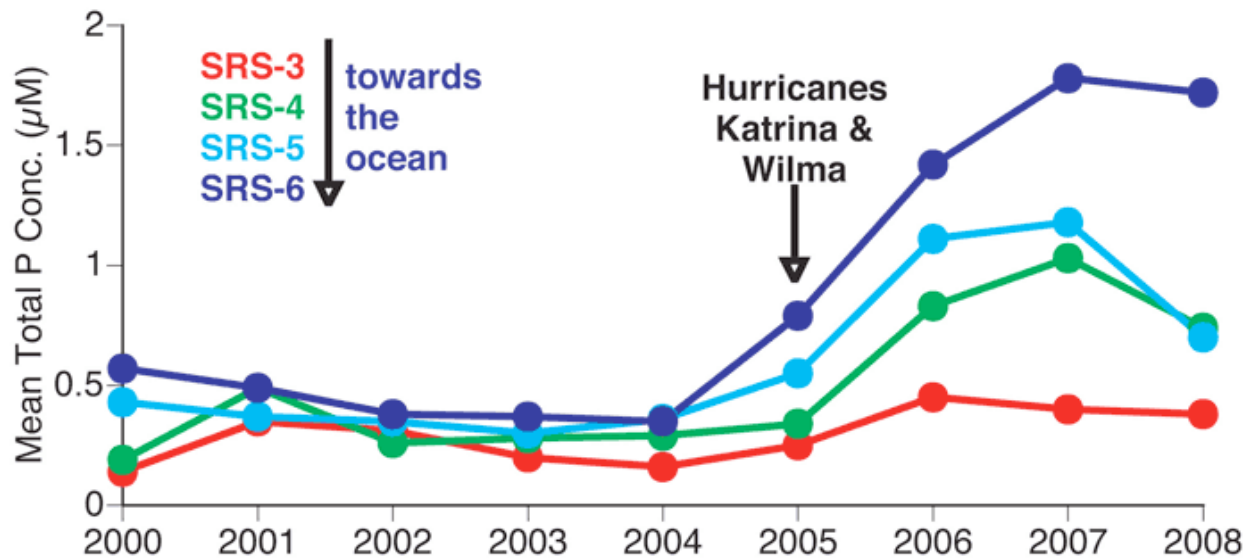 Mean Total P Conc. (µM)
2
1.5
1
0.5
0
SRS-3
SRS-4
SRS-5
SRS-6
towards
the
ocean
Hurricanes
Katrina &
Wilma
2000 2001 2002 2003 2004 2005 2006 2007 2008